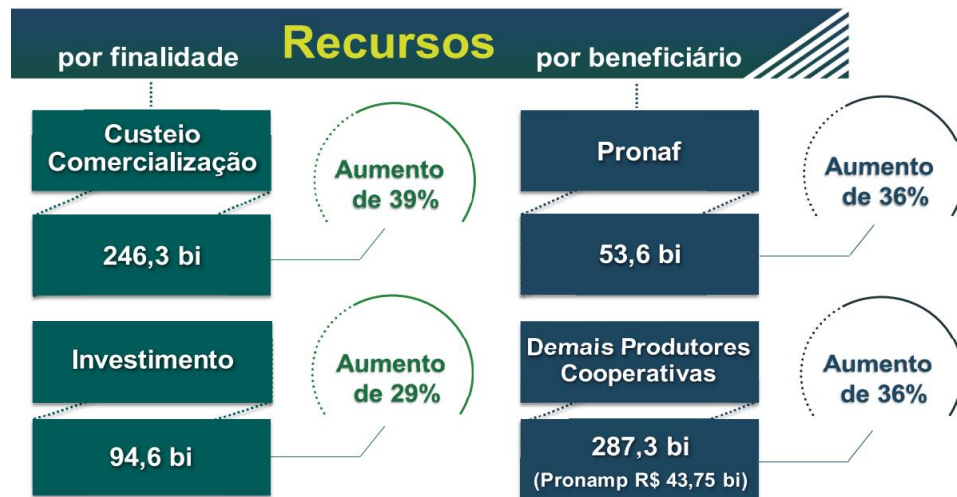 Recursos
por finalidade
por beneficiário
Custeio
Comercialização
Aumento
de 39%
246,3 bi
Investimento
Aumento
de 29%
94,6 bi
Pronaf
Aumento
de 36%
53,6 bi
Demais Produtores
Cooperativas
Aumento
de 36%
287,3 bi
(Pronamp R$ 43,75 bi)